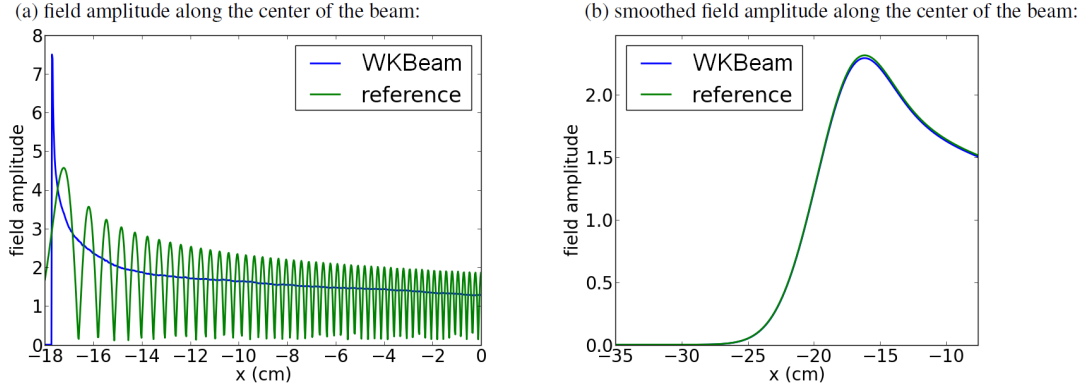 (a) field amplitude along the center of the beam:
8
7
6
5
4
3
2
1
0
field amplitude
WKBeam
reference
−18 −16 −14 −12 −10 −8 −6 −4 −2 0
x (cm)
(b) smoothed field amplitude along the center of the beam:
2.0
1.5
1.0
0.5
0.0
field amplitude
WKBeam
reference
−35 −30 −25 −20 −15 −10
x (cm)